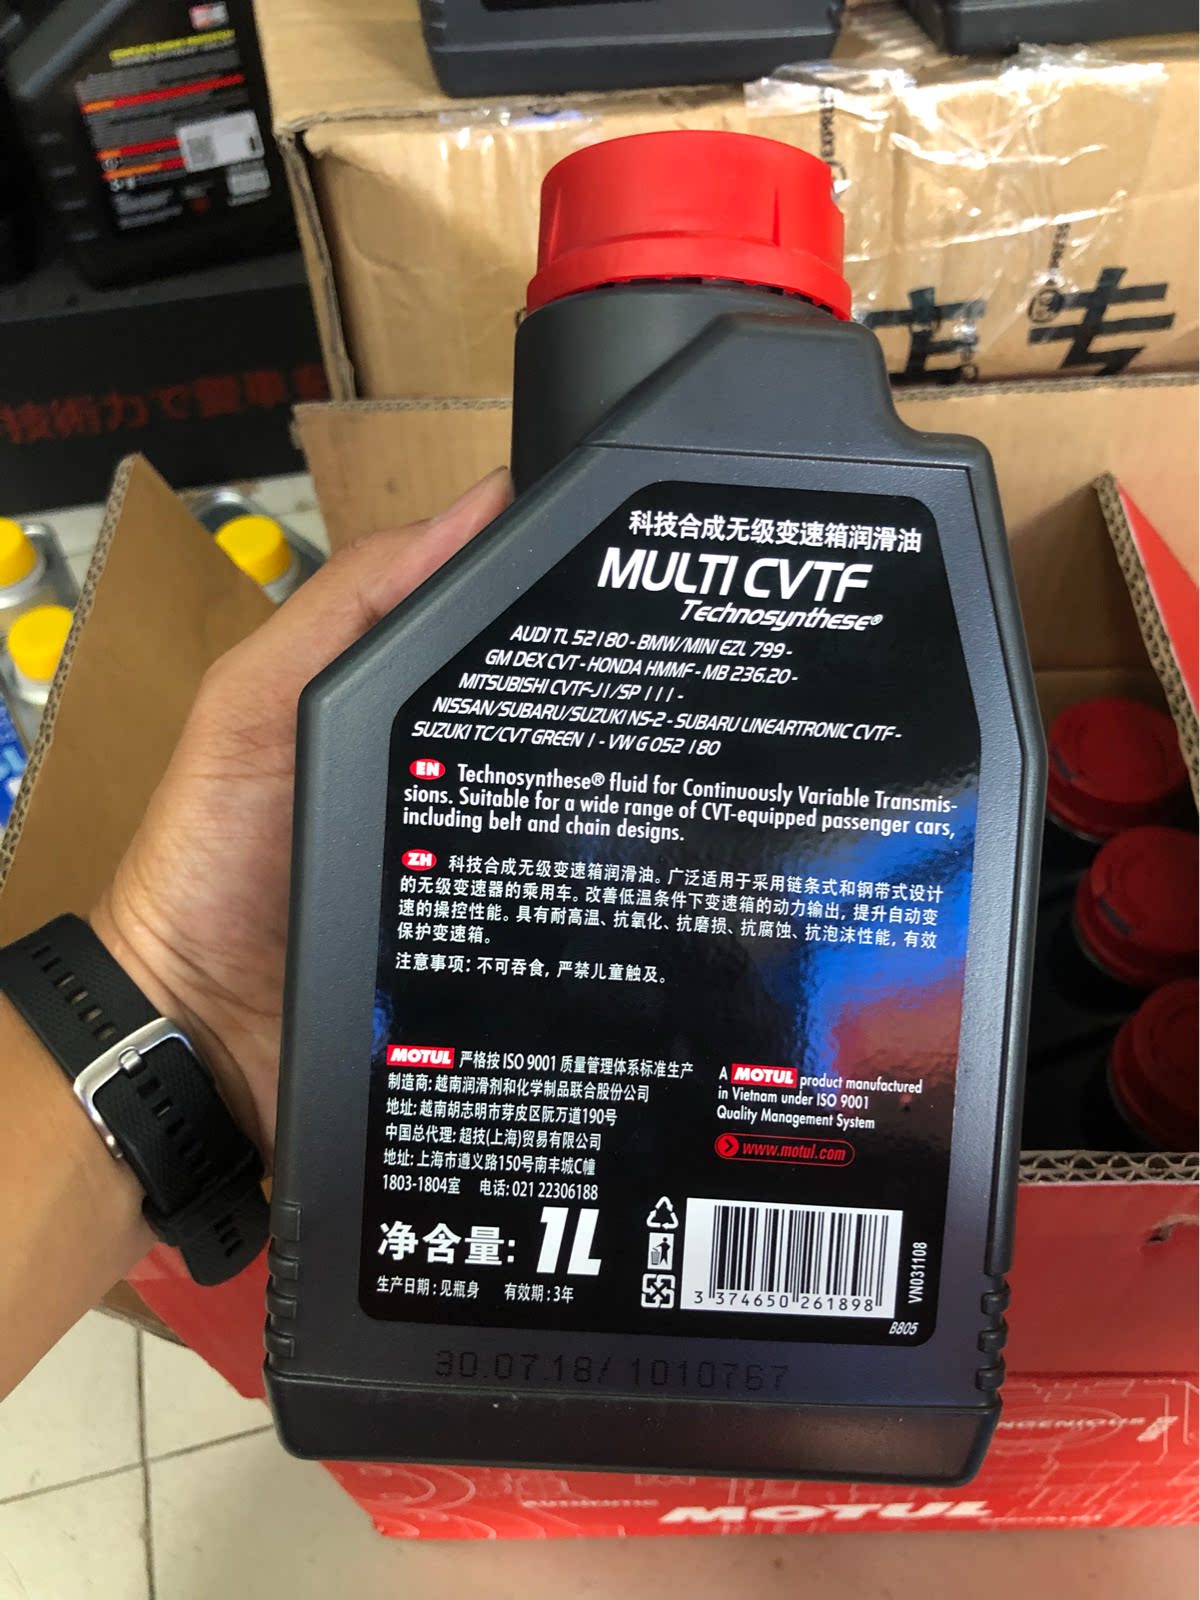 科技合成无级变速箱润滑油
MULTI CVTF
Technosynthese®
AUDI TL 52180 - BMW/MINI EZL 799 -
GM DEX CVT - HONDA HMMF - MB 236.20 -
MITSUBISHI CVTF-J1/SP III -
NISSAN/SUBARU/SUZUKI NS-2 - SUBARU LINEARTRONIC CVTF -
SUZUKI TC/CVT GREEN 1 - VW G 052 180
EN Technosynthese® fluid for Continuously Variable Transmis-
sions. Suitable for a wide range of CVT-equipped passenger cars,
including belt and chain designs.
ZH 科技合成无级变速箱润滑油。广泛适用于采用链条式和钢带式设计
的无级变速器的乘用车。改善低温条件下变速箱的动力输出, 提升自动变
速的操控性能。具有耐高温、抗氧化、抗磨损、抗腐蚀、抗泡沫性能, 有效
保护变速箱。
注意事项: 不可吞食, 严禁儿童触及。
MOTUL 严格按 ISO 9001 质量管理体系标准生产
制造商: 越南润滑剂和化学制品联合股份公司
地址: 越南胡志明市芽皮区阮万道190号
中国总代理: 超技(上海)贸易有限公司
地址: 上海市遵义路150号南丰城C幢
1803-1804室 电话: 021 22306188
A MOTUL product manufactured
in Vietnam under ISO 9001
Quality Management System
www.motul.com
净含量: 1L
生产日期: 见瓶身 有效期: 3年
3 374650 261898
VN031108
B805
30.07.18/ 1010767
技術力で愛車
专
INGENIOUS
AUTHENTIC
MOTUL
SPECIALIST